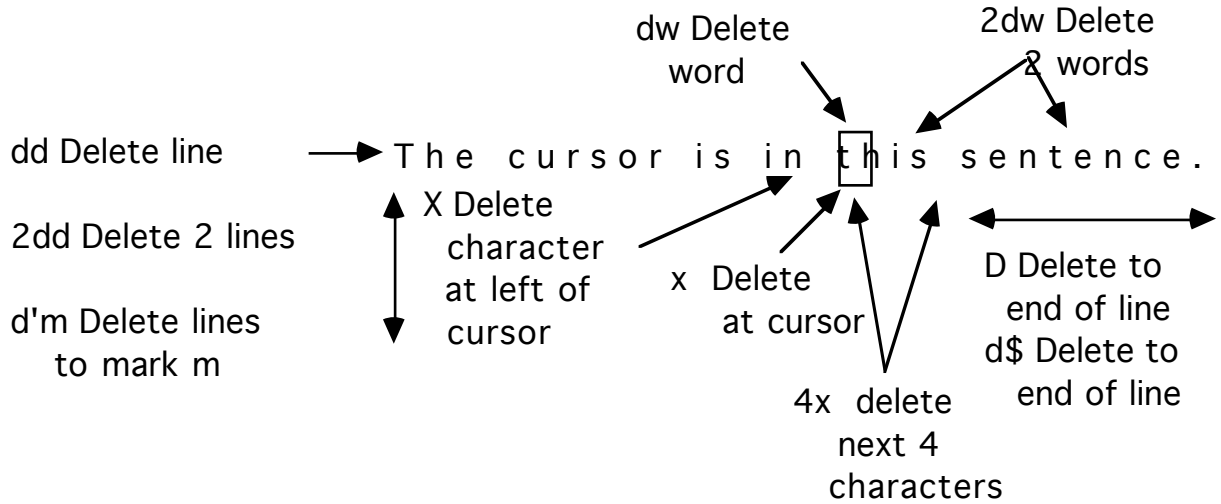 dw Delete
word
2dw Delete
2 words
dd Delete line
The cursor is in this sentence.
2dd Delete 2 lines
d'm Delete lines
to mark m
X Delete
character
at left of
cursor
x Delete
at cursor
4x delete
next 4
characters
D Delete to
end of line
d$ Delete to
end of line